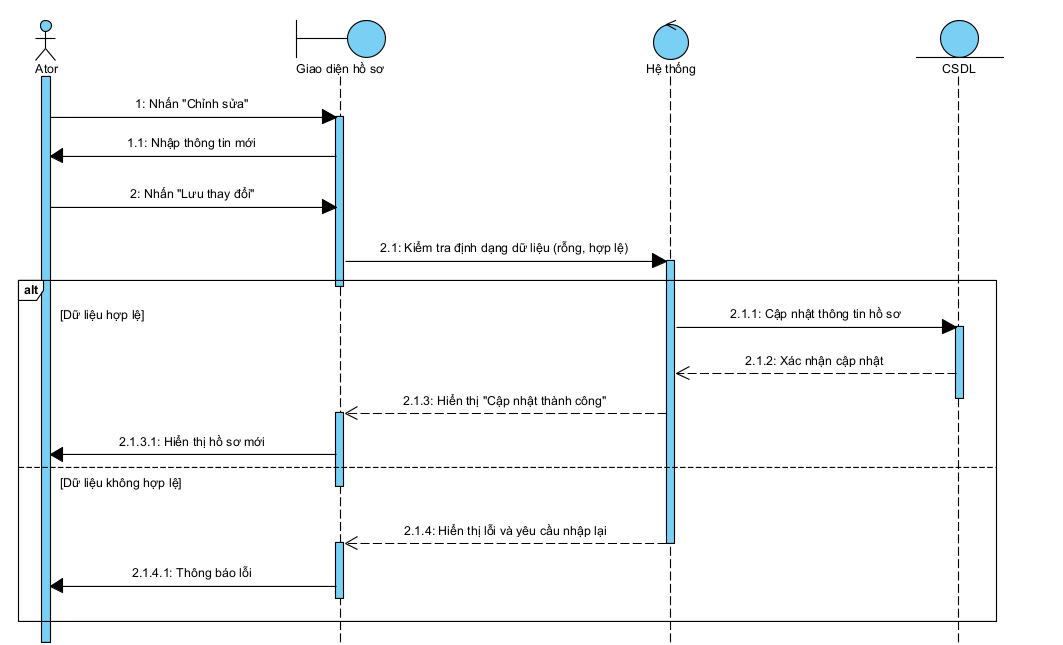 Ator
Giao diện hồ sơ
Hệ thống
CSDL
1: Nhấn "Chỉnh sửa"
1.1: Nhập thông tin mới
2: Nhấn "Lưu thay đổi"
2.1: Kiểm tra định dạng dữ liệu (rỗng, hợp lệ)
alt
[Dữ liệu hợp lệ]
2.1.1: Cập nhật thông tin hồ sơ
2.1.2: Xác nhận cập nhật
2.1.3: Hiển thị "Cập nhật thành công"
2.1.3.1: Hiển thị hồ sơ mới
[Dữ liệu không hợp lệ]
2.1.4: Hiển thị lỗi và yêu cầu nhập lại
2.1.4.1: Thông báo lỗi